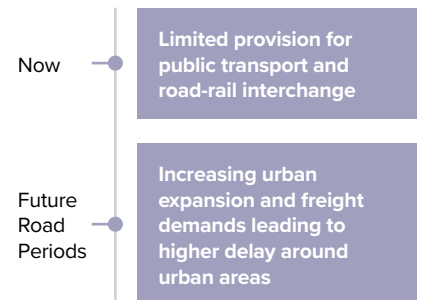 Now
Limited provision for
public transport and
road-rail interchange
Future
Road
Periods
Increasing urban
expansion and freight
demands leading to
higher delay around
urban areas